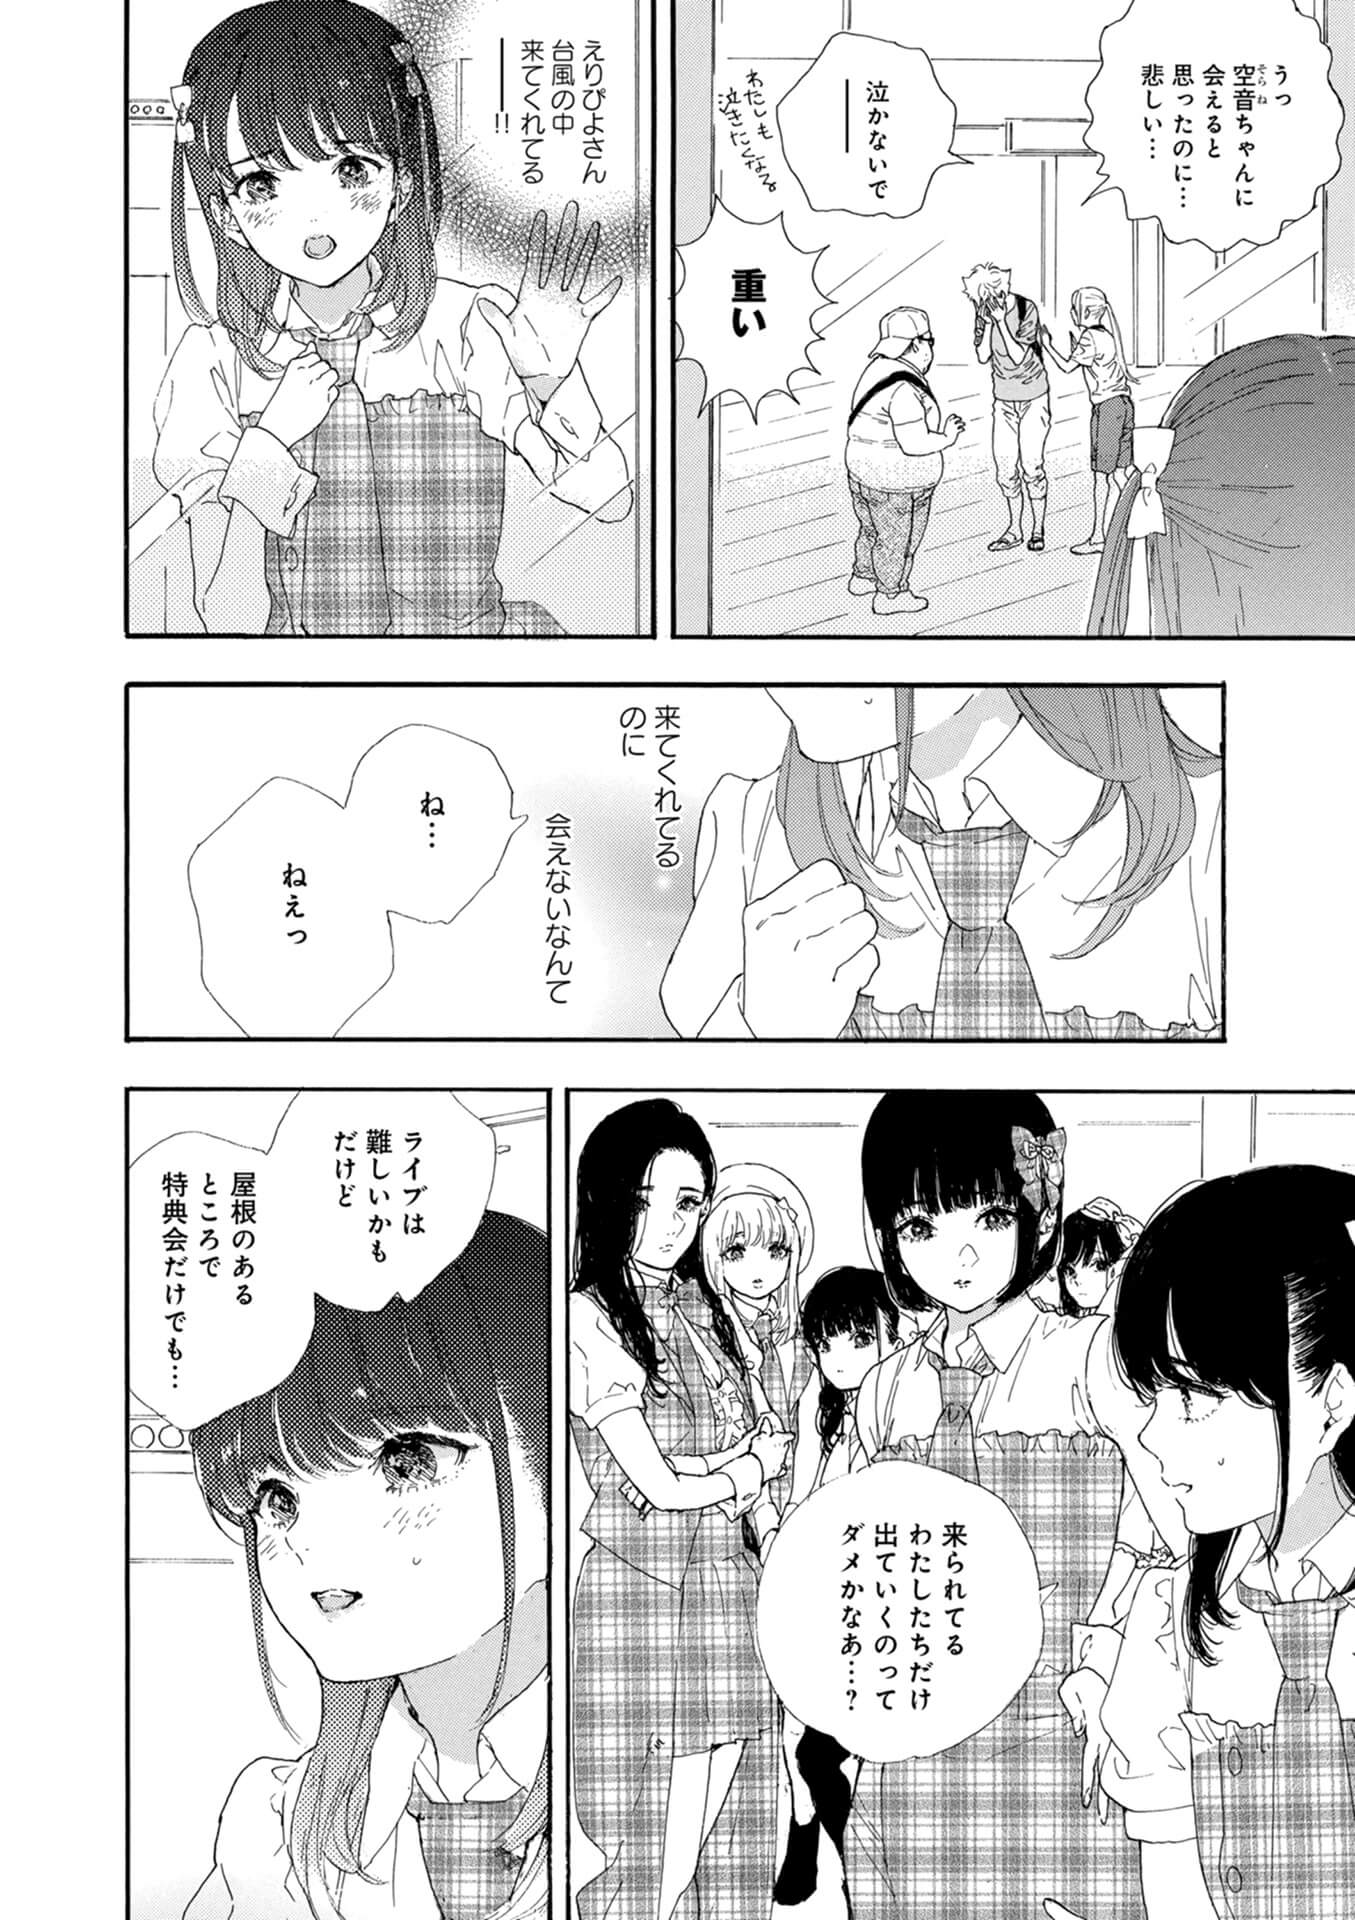 うっ
空音ちゃんに
そらね
会えると
思ったのに…
悲しい…
泣かないで
――
わたしも
泣きたくなる
重い
えりぴよさん
台風の中
来てくれてる
――!!
来てくれてる
のに
会えないなんて
ね…
ねぇっ
来られてる
わたしたちだけ
出ていくのって
ダメかなあ…?
ライブは
難しいかも
だけど
屋根のある
ところで
特典会だけでも…